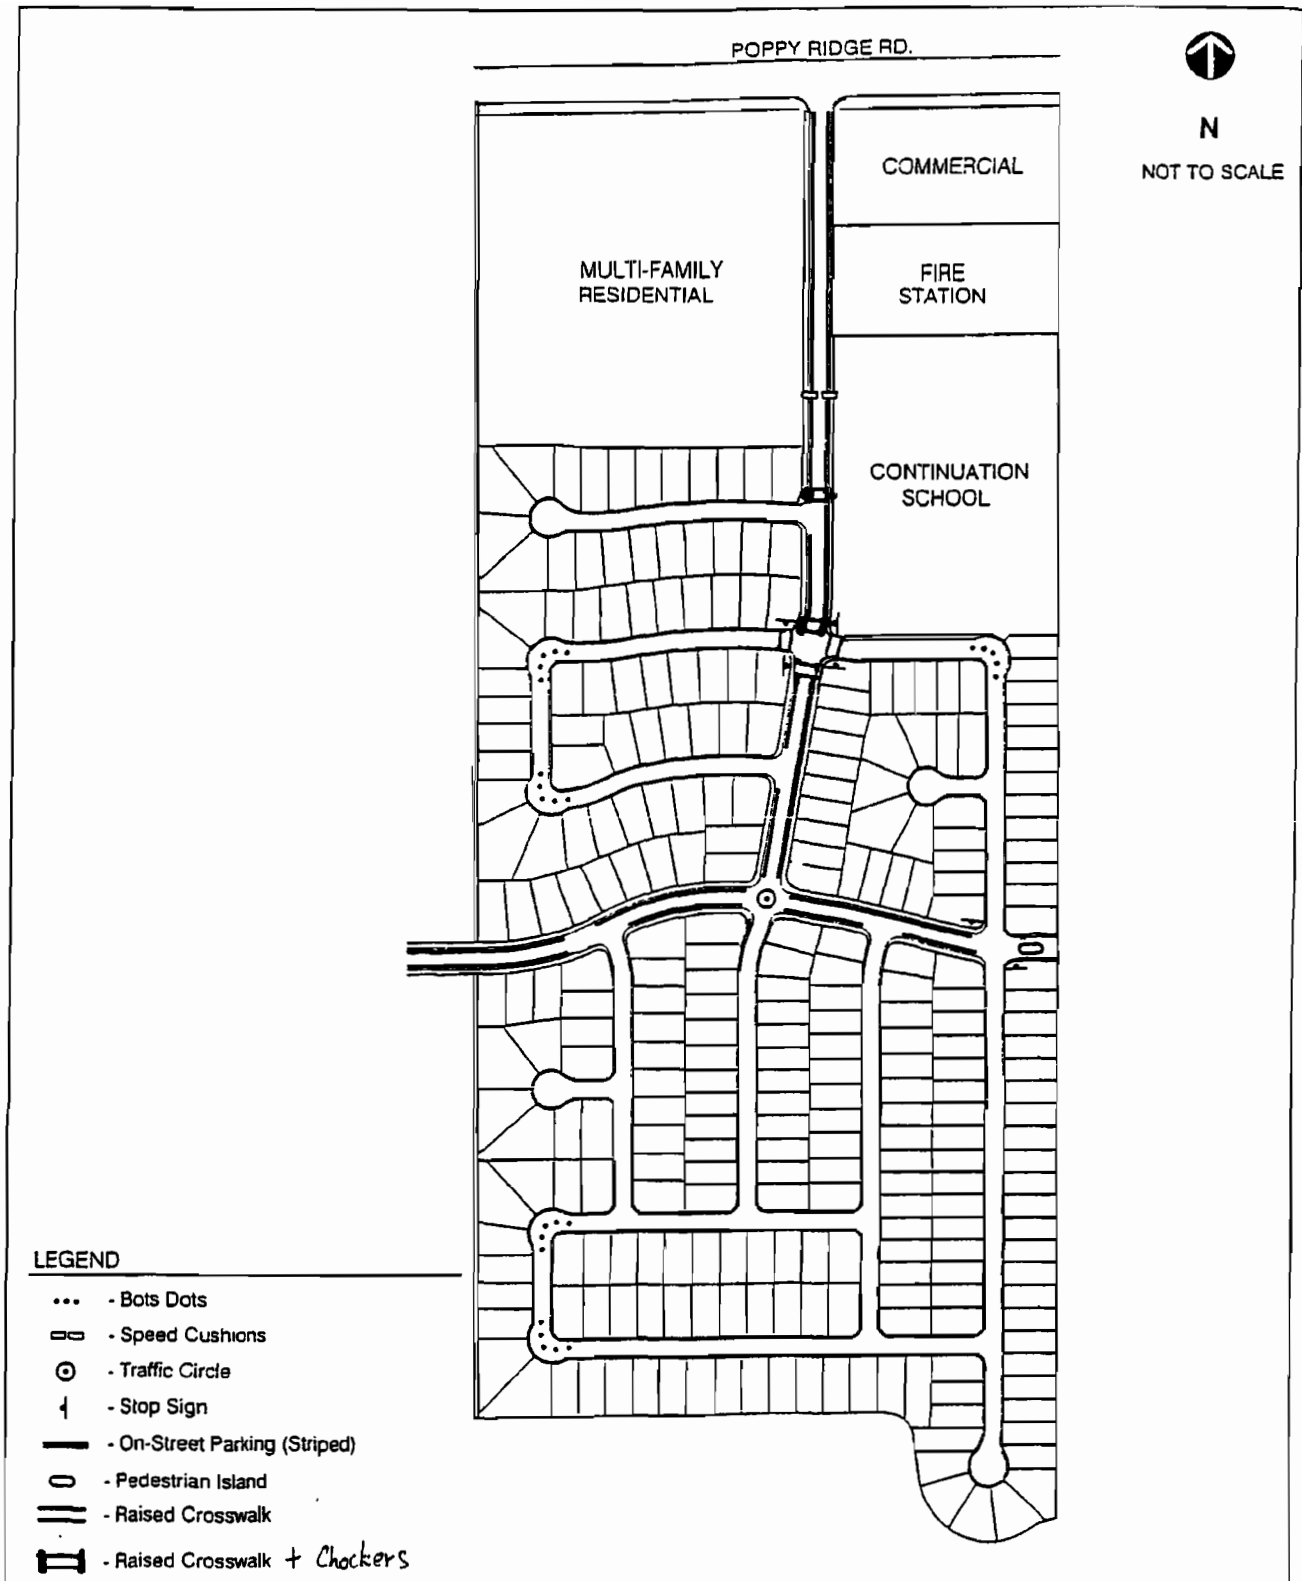 POPPY RIDGE RD.
N
NOT TO SCALE
COMMERCIAL
MULTI-FAMILY
RESIDENTIAL
FIRE
STATION
CONTINUATION
SCHOOL
LEGEND
- Bots Dots
- Speed Cushions
- Traffic Circle
- Stop Sign
- On-Street Parking (Striped)
- Pedestrian Island
- Raised Crosswalk
- Raised Crosswalk + Chockers